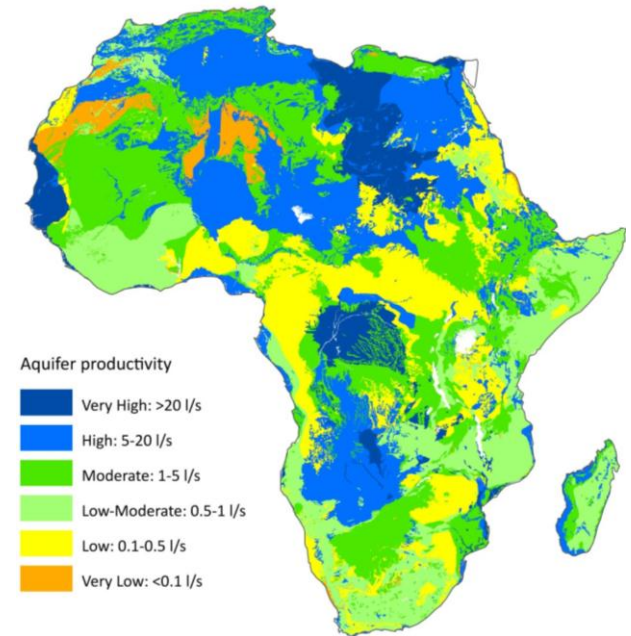 Aquifer productivity
Very High: >20 l/s
High: 5-20 l/s
Moderate: 1-5 l/s
Low-Moderate: 0.5-1 l/s
Low: 0.1-0.5 l/s
Very Low: <0.1 l/s